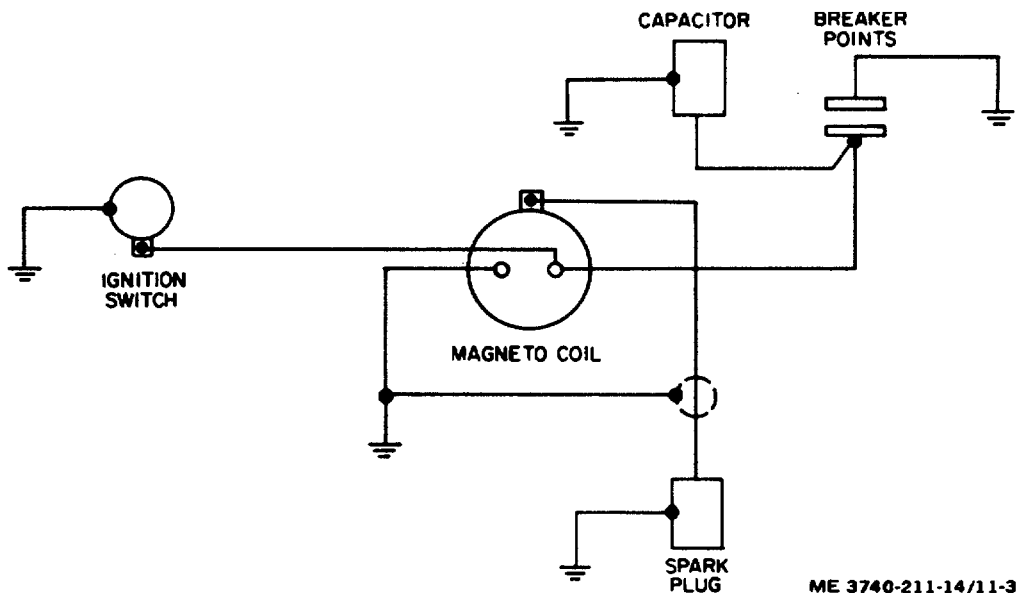 CAPACITOR
BREAKER
POINTS
IGNITION
SWITCH
MAGNETO COIL
SPARK
PLUG
ME 3740-211-14/11-3